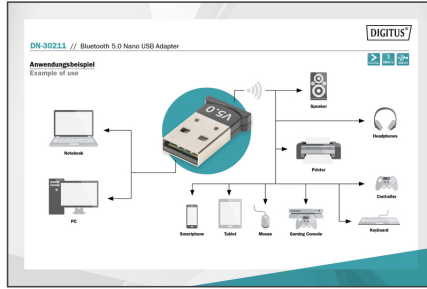 DIGITUS®
DN-30211 // Bluetooth 5.0 Nano USB Adapter
Anwendungsbeispiel
Example of use
V5.0
Speaker
Headphones
Notebook
Printer
PC
Controller
Smartphone
Tablet
Mouse
Gaming Console
Keyboard